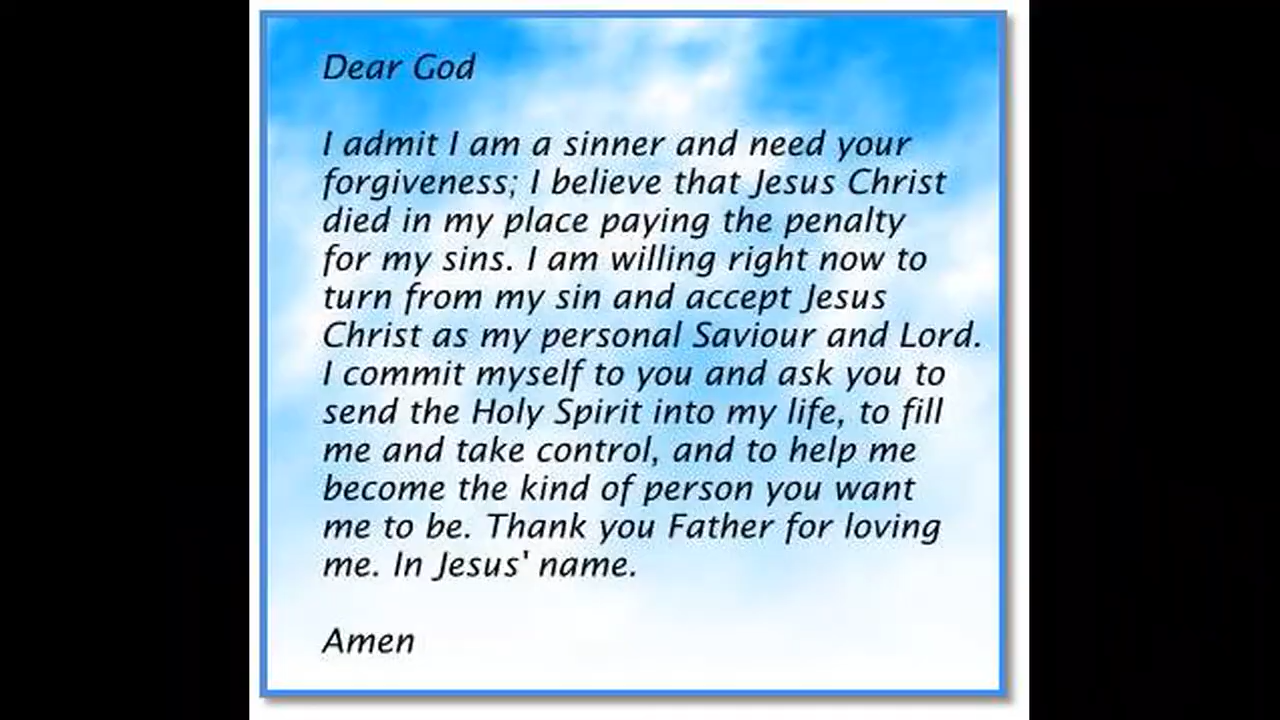 Dear God
I admit I am a sinner and need your
forgiveness; I believe that Jesus Christ
died in my place paying the penalty
for my sins. I am willing right now to
turn from my sin and accept Jesus
Christ as my personal Saviour and Lord.
I commit myself to you and ask you to
send the Holy Spirit into my life, to fill
me and take control, and to help me
become the kind of person you want
me to be. Thank you Father for loving
me. In Jesus' name.
Amen